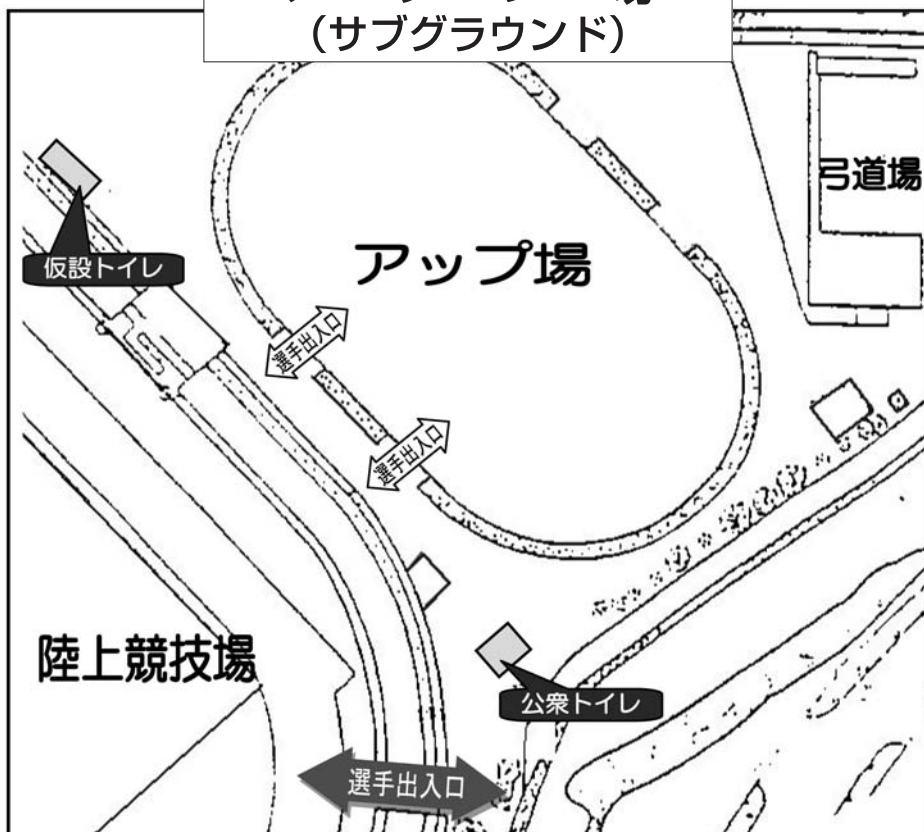 （サブグラウンド）
弓道場
仮設トイレ
アップ場
選手出入口
選手出入口
陸上競技場
公衆トイレ
選手出入口